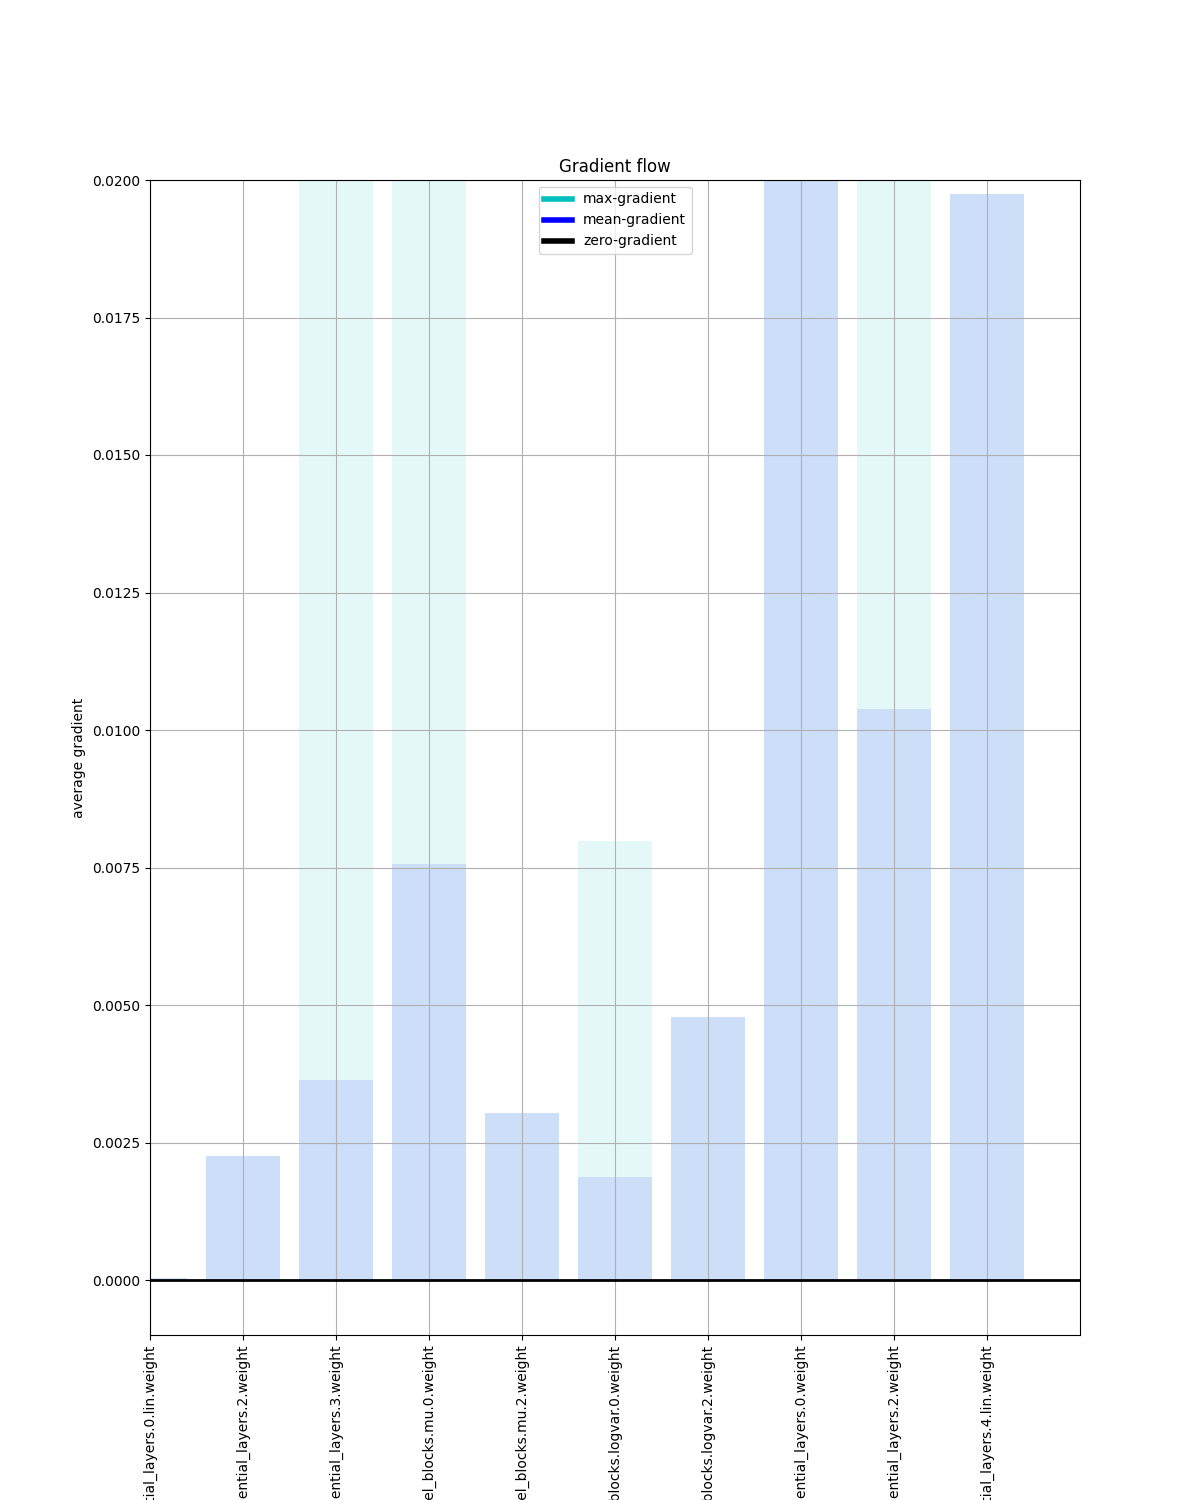 Gradient flow
max-gradient
mean-gradient
zero-gradient
0.0200
0.0175
0.0150
0.0125
0.0100
0.0075
0.0050
0.0025
0.0000
average gradient
tial_layers.0.lin.weight
ential_layers.2.weight
ential_layers.3.weight
el_blocks.mu.0.weight
el_blocks.mu.2.weight
blocks.logvar.0.weight
blocks.logvar.2.weight
ential_layers.0.weight
ential_layers.2.weight
tial_layers.4.lin.weight